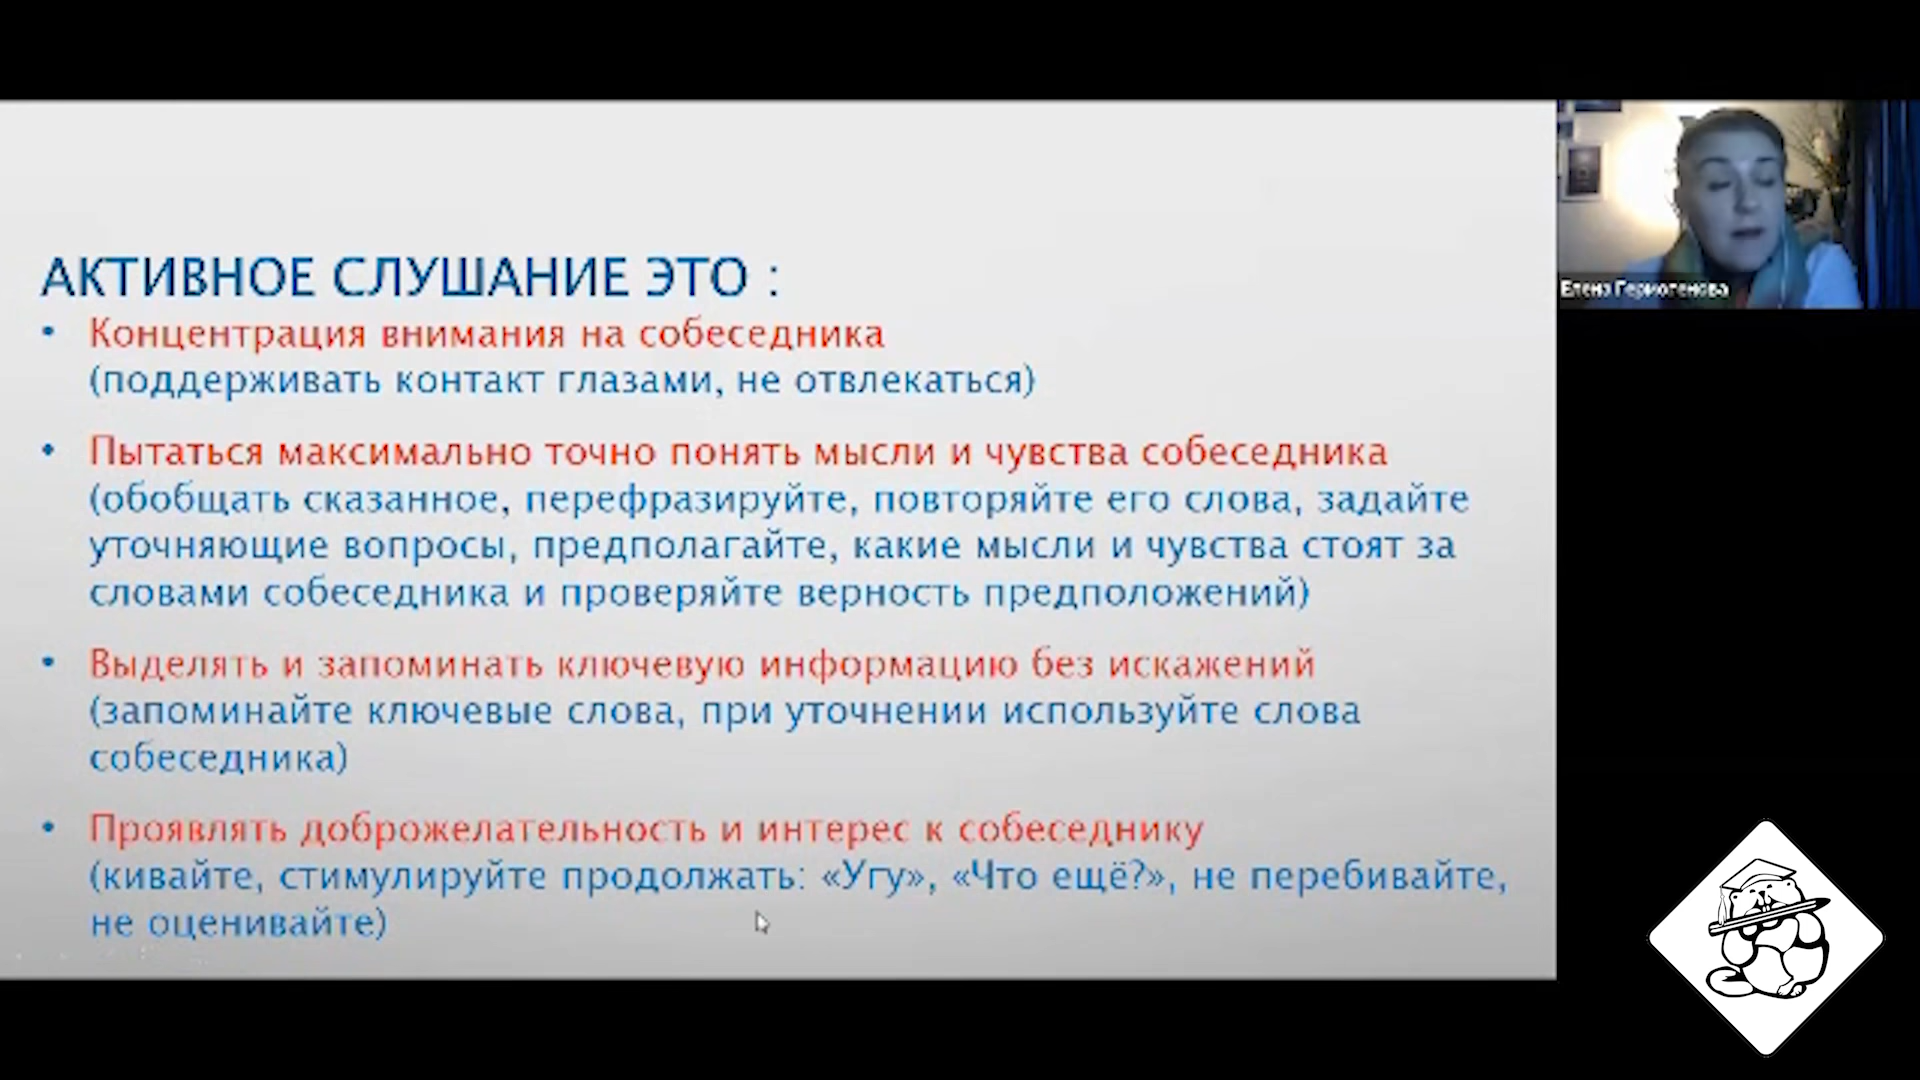 АКТИВНОЕ СЛУШАНИЕ ЭТО :
• Концентрация внимания на собеседника
(поддерживать контакт глазами, не отвлекаться)
• Пытаться максимально точно понять мысли и чувства собеседника
(обобщать сказанное, перефразируйте, повторяйте его слова, задайте
уточняющие вопросы, предполагайте, какие мысли и чувства стоят за
словами собеседника и проверяйте верность предположений)
• Выделять и запоминать ключевую информацию без искажений
(запоминайте ключевые слова, при уточнении используйте слова
собеседника)
• Проявлять доброжелательность и интерес к собеседнику
(кивайте, стимулируйте продолжать: «Угу», «Что ещё?», не перебивайте,
не оценивайте)
Елена Гермогенова